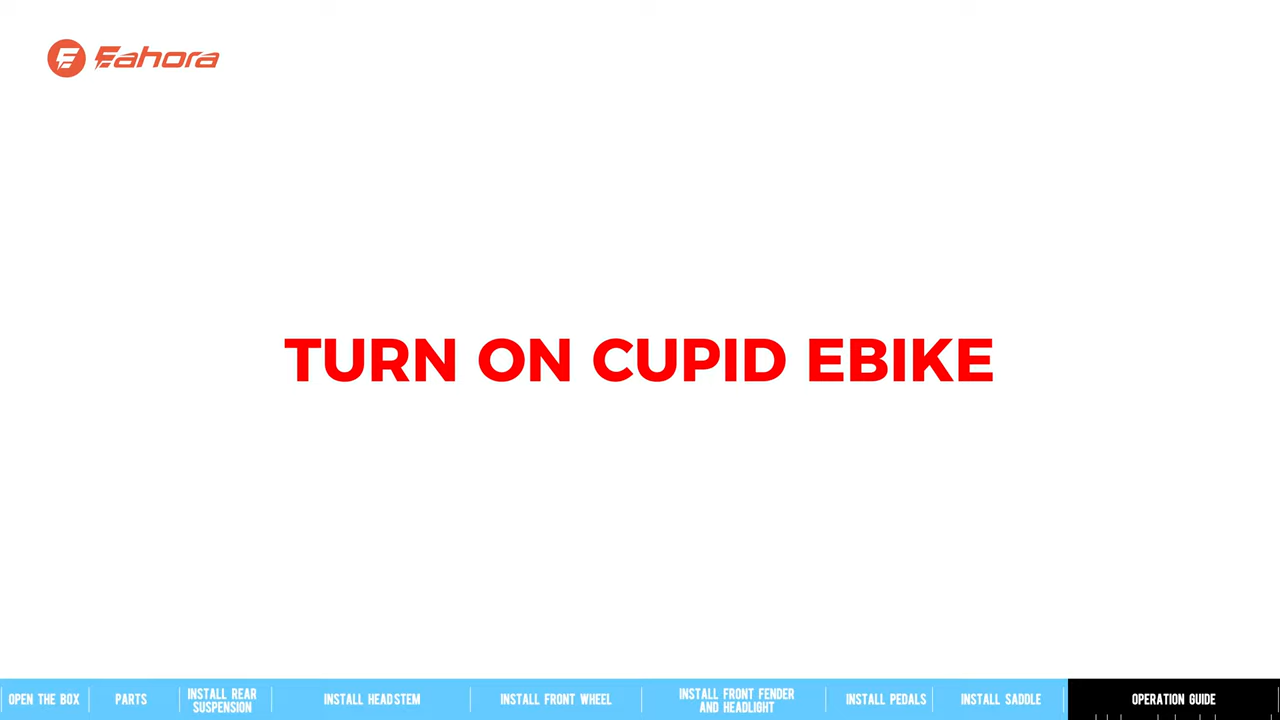 Eahora
TURN ON CUPID EBIKE
OPEN THE BOX
PARTS
INSTALL REAR
SUSPENSION
INSTALL HEADSTEM
INSTALL FRONT WHEEL
INSTALL FRONT FENDER
AND HEADLIGHT
INSTALL PEDALS
INSTALL SADDLE
OPERATION GUIDE